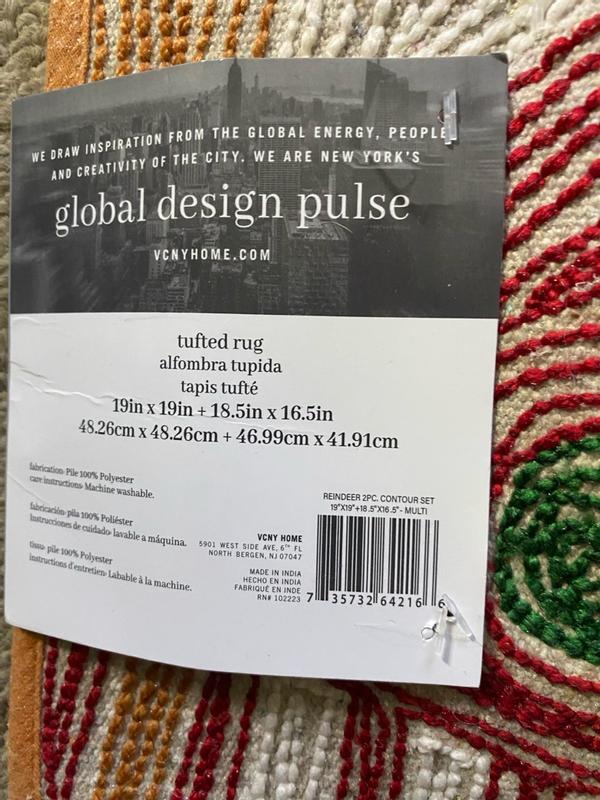 WE DRAW INSPIRATION FROM THE GLOBAL ENERGY, PEOPLE
AND CREATIVITY OF THE CITY. WE ARE NEW YORK'S
global design pulse
VCNYHOME.COM
tufted rug
alfombra tupida
tapis tufté
19in x 19in + 18.5in x 16.5in
48.26cm x 48.26cm + 46.99cm x 41.91cm
fabrication: Pile 100% Polyester
care instructions: Machine washable.
fabricación: pila 100% Poliéster
Instrucciones de cuidado: lavable a máquina.
tissu: pile 100% Polyester
instructions d'entretien: Labable à la machine.
VCNY HOME
5901 WEST SIDE AVE, 6TH FL
NORTH BERGEN, NJ 07047
MADE IN INDIA
HECHO EN INDIA
FABRIQUÉ EN INDE
RN# 102223
REINDEER 2PC. CONTOUR SET
19"X19"+18.5"X16.5"- MULTI
7 35732 64216 6